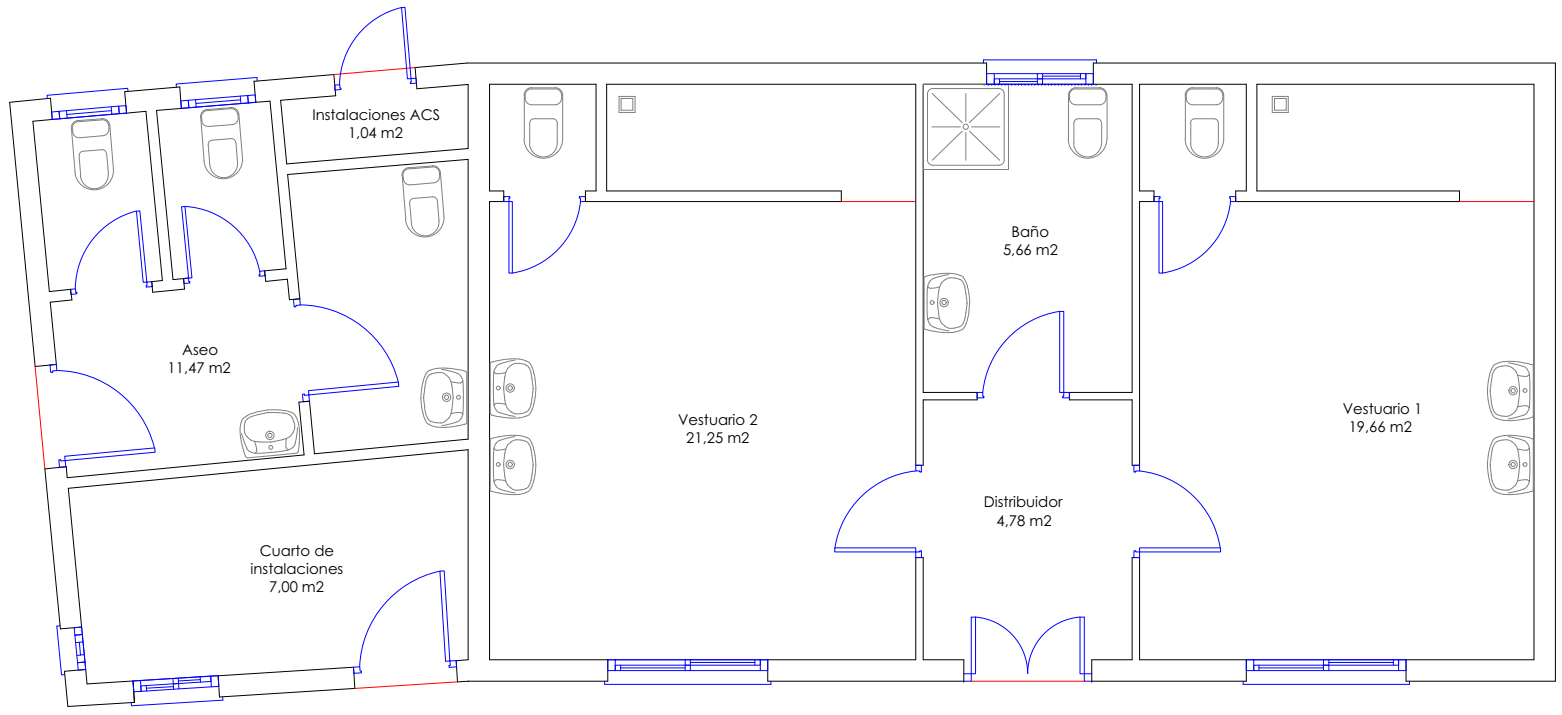 Instalaciones ACS
1,04 m2
Baño
5,66 m2
Aseo
11,47 m2
Vestuario 2
21,25 m2
Vestuario 1
19,66 m2
Distribuidor
4,78 m2
Cuarto de
instalaciones
7,00 m2